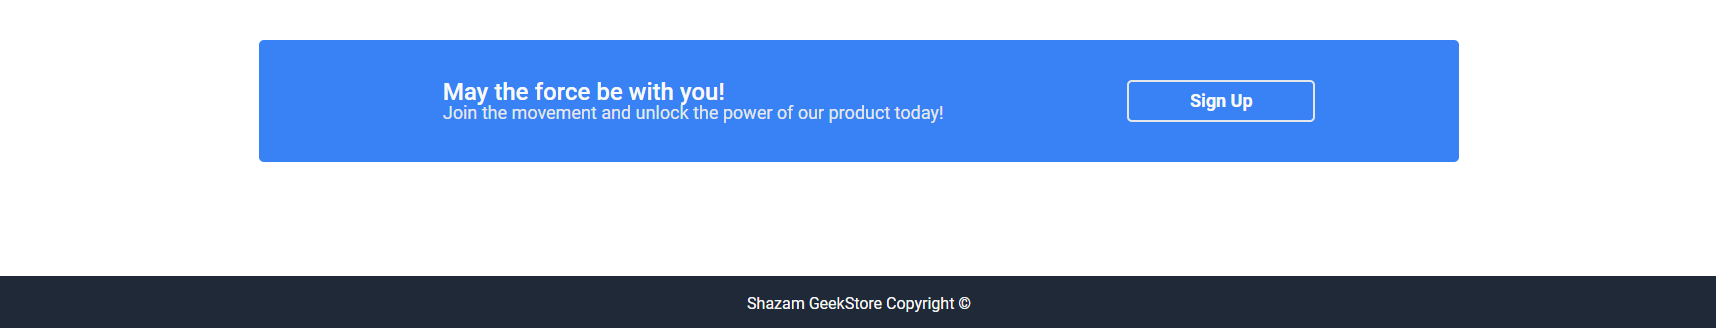 May the force be with you!
Join the movement and unlock the power of our product today!
Sign Up
Shazam GeekStore Copyright ©